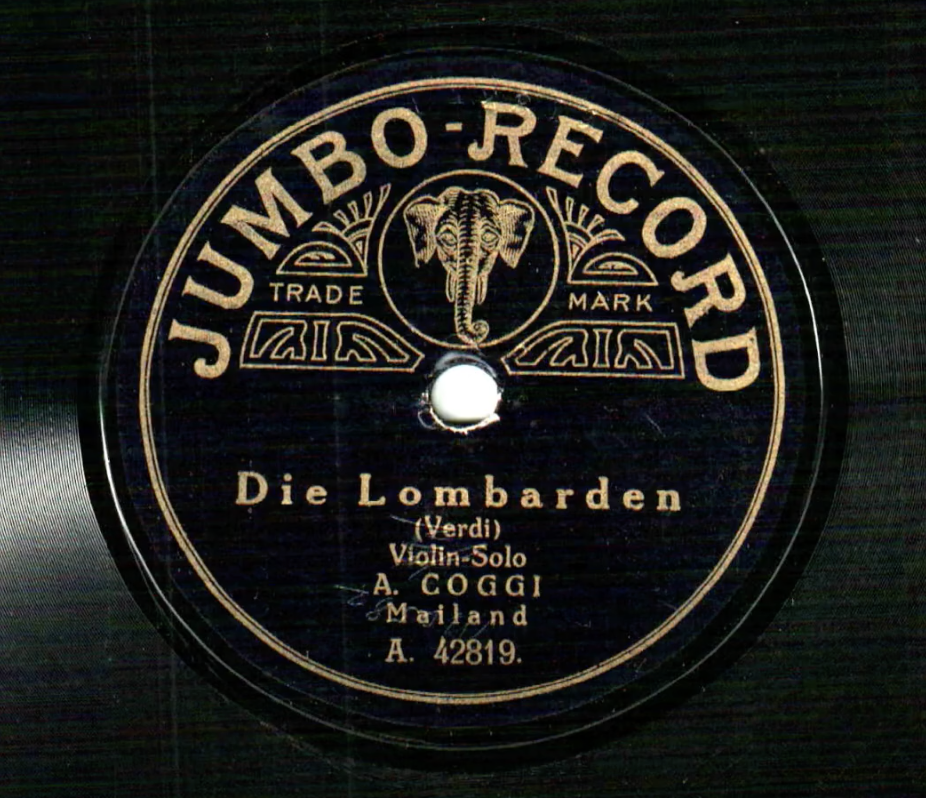 JUMBO-RECORD
TRADE MARK
Die Lombarden
(Verdi)
Violin-Solo
A. COGGI
Mailand
A. 42819.